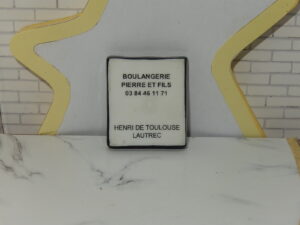 BOULANGERIE
PIERRE ET FILS
03 84 46 11 71
HENRI DE TOULOUSE
LAUTREC